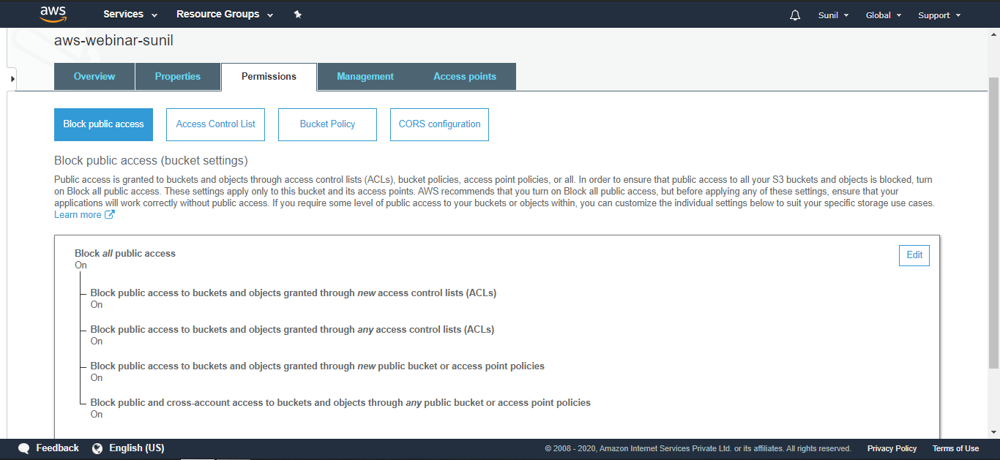 aws Services Resource Groups Sunil Global Support
aws-webinar-sunil
Overview Properties Permissions Management Access points
Block public access Access Control List Bucket Policy CORS configuration
Block public access (bucket settings)
Public access is granted to buckets and objects through access control lists (ACLs), bucket policies, access point policies, or all. In order to ensure that public access to all your S3 buckets and objects is blocked, turn
on Block all public access. These settings apply only to this bucket and its access points. AWS recommends that you turn on Block all public access, but before applying any of these settings, ensure that your
applications will work correctly without public access. If you require some level of public access to your buckets or objects within, you can customize the individual settings below to suit your specific storage use cases.
Learn more
Block all public access
On
Edit
Block public access to buckets and objects granted through new access control lists (ACLs)
On
Block public access to buckets and objects granted through any access control lists (ACLs)
On
Block public access to buckets and objects granted through new public bucket or access point policies
On
Block public and cross-account access to buckets and objects through any public bucket or access point policies
On
Feedback English (US) © 2008 - 2020, Amazon Internet Services Private Ltd. or its affiliates. All rights reserved. Privacy Policy Terms of Use